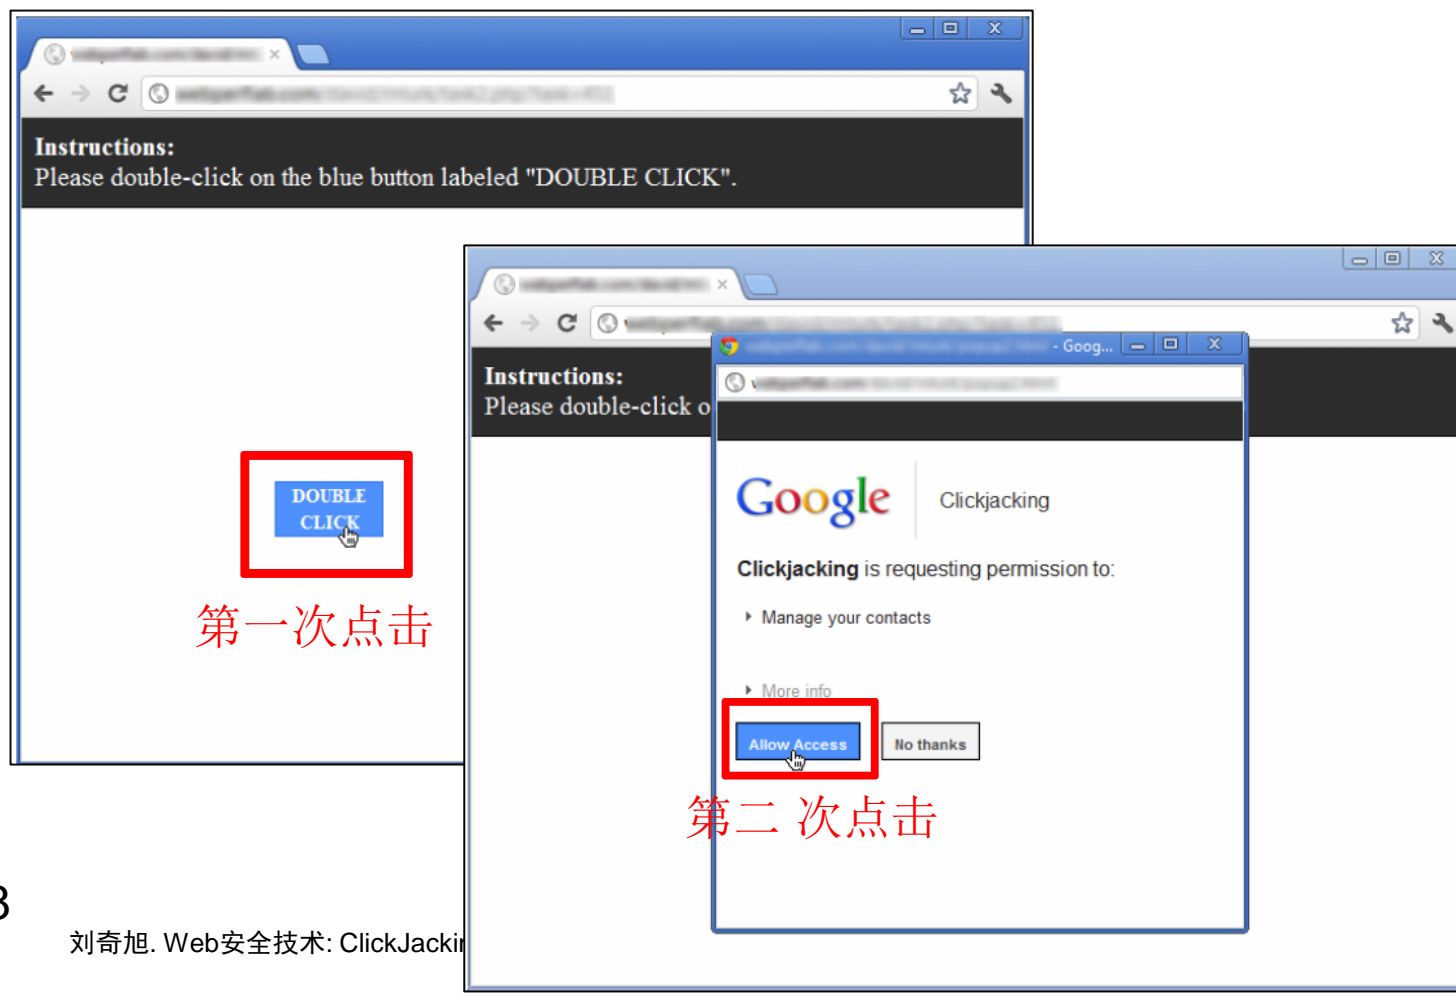 Instructions:
Please double-click on the blue button labeled "DOUBLE CLICK".
DOUBLE
CLICK
第一次点击
Instructions:
Please double-click o
- Goog...
Google
Clickjacking
Clickjacking is requesting permission to:
Manage your contacts
More info
Allow Access
No thanks
第二 次点击
刘奇旭. Web安全技术: ClickJackin